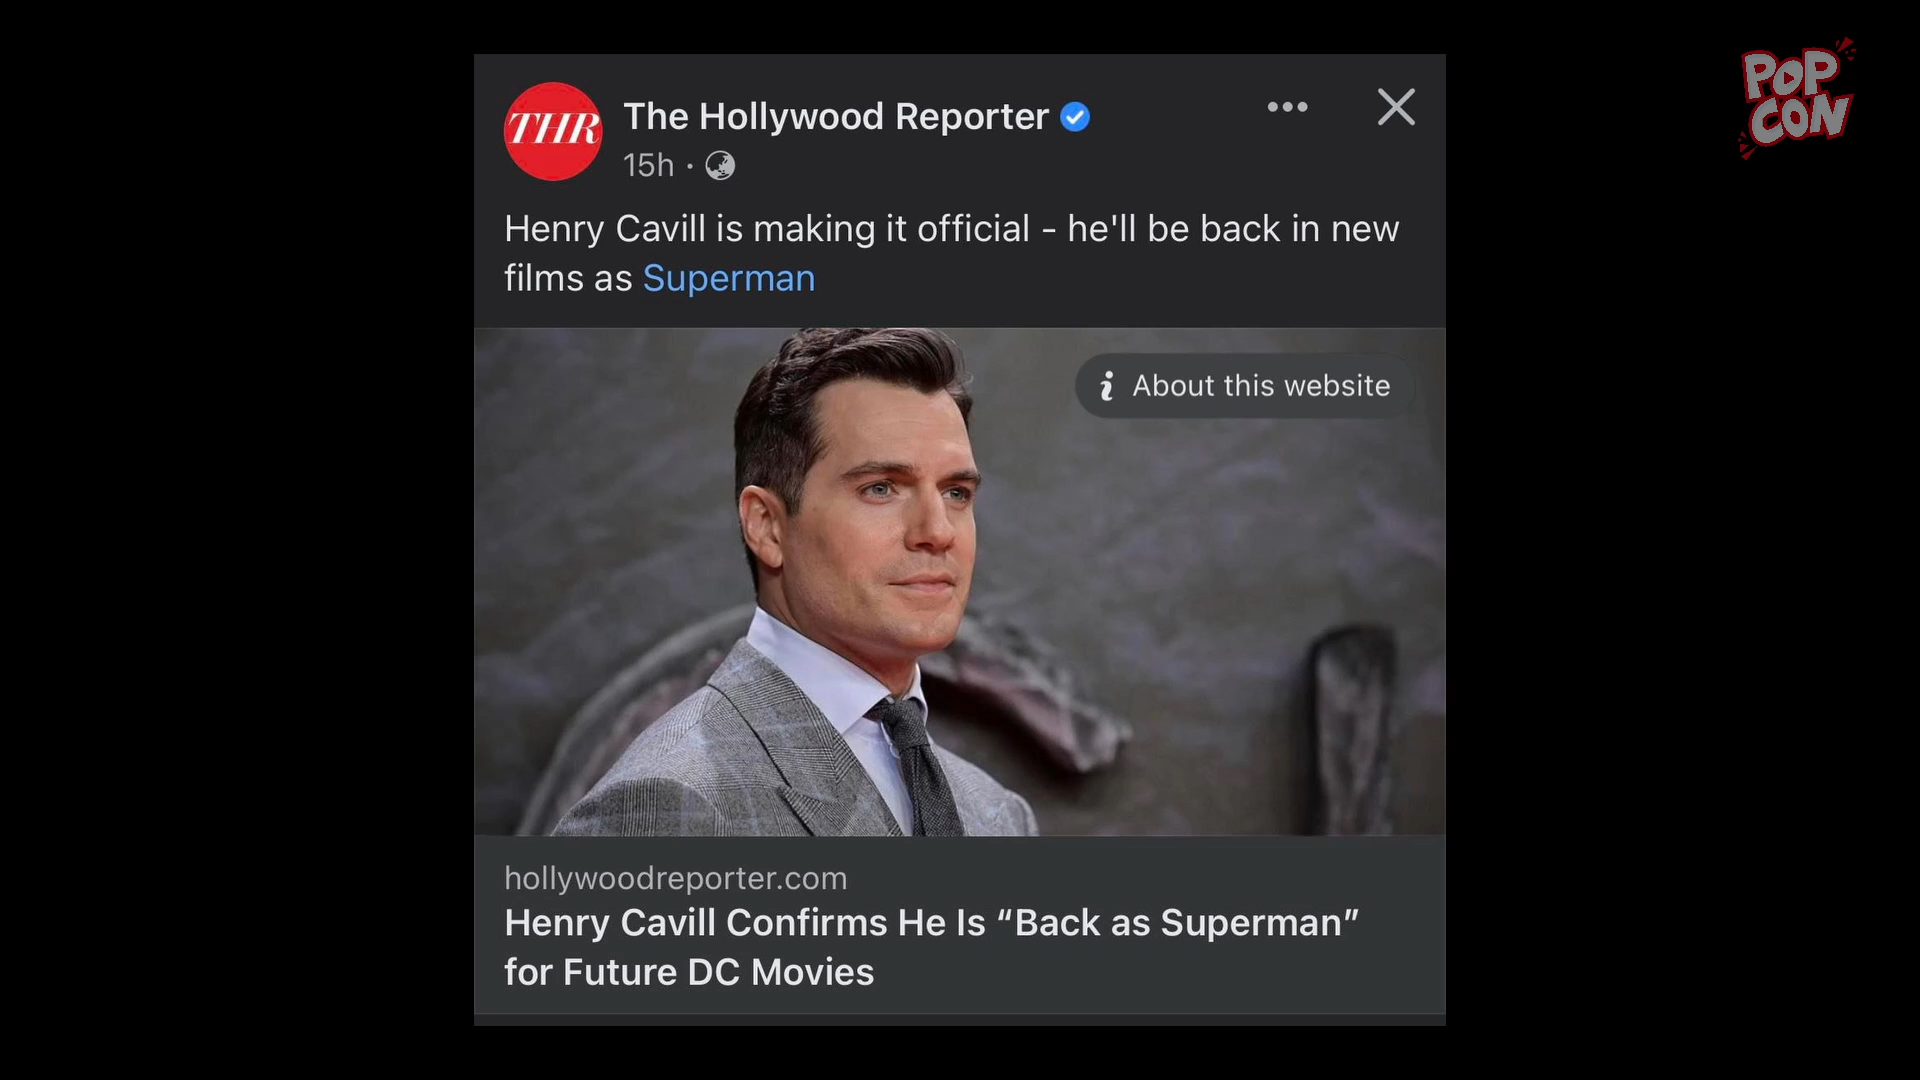 POP
CON
THR
The Hollywood Reporter
15h ·
Henry Cavill is making it official - he'll be back in new
films as Superman
i About this website
hollywoodreporter.com
Henry Cavill Confirms He Is “Back as Superman”
for Future DC Movies